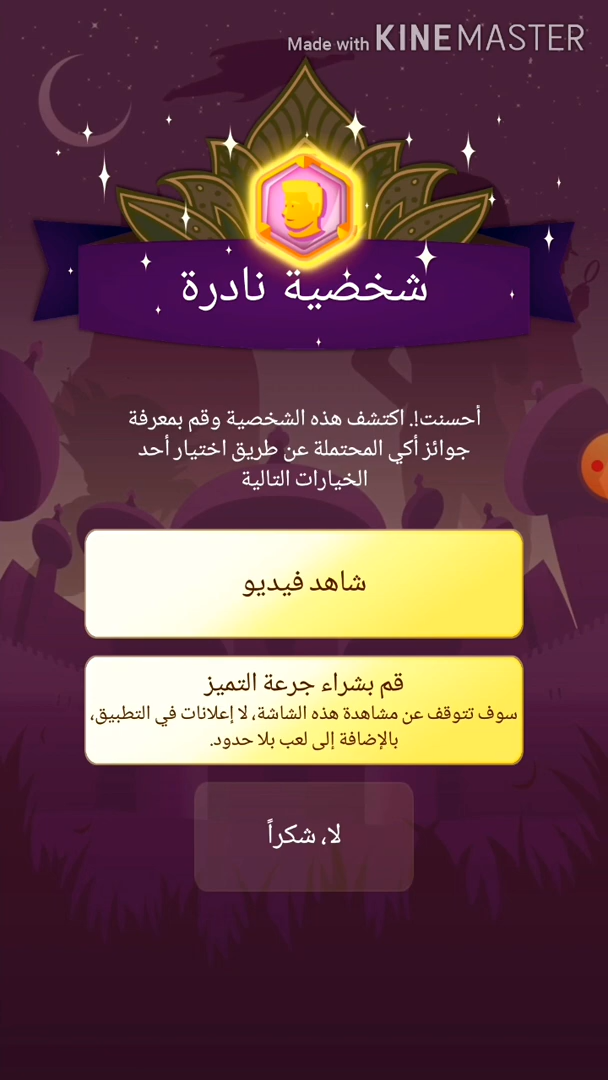 Made with KINEMASTER
شخصية نادرة
أحسنت!. اكتشف هذه الشخصية وقم بمعرفة
جوائز أكي المحتملة عن طريق اختيار أحد
الخيارات التالية
شاهد فيديو
قم بشراء جرعة التميز
سوف تتوقف عن مشاهدة هذه الشاشة، لا إعلانات في التطبيق،
بالإضافة إلى لعب بلا حدود.
لا، شكراً